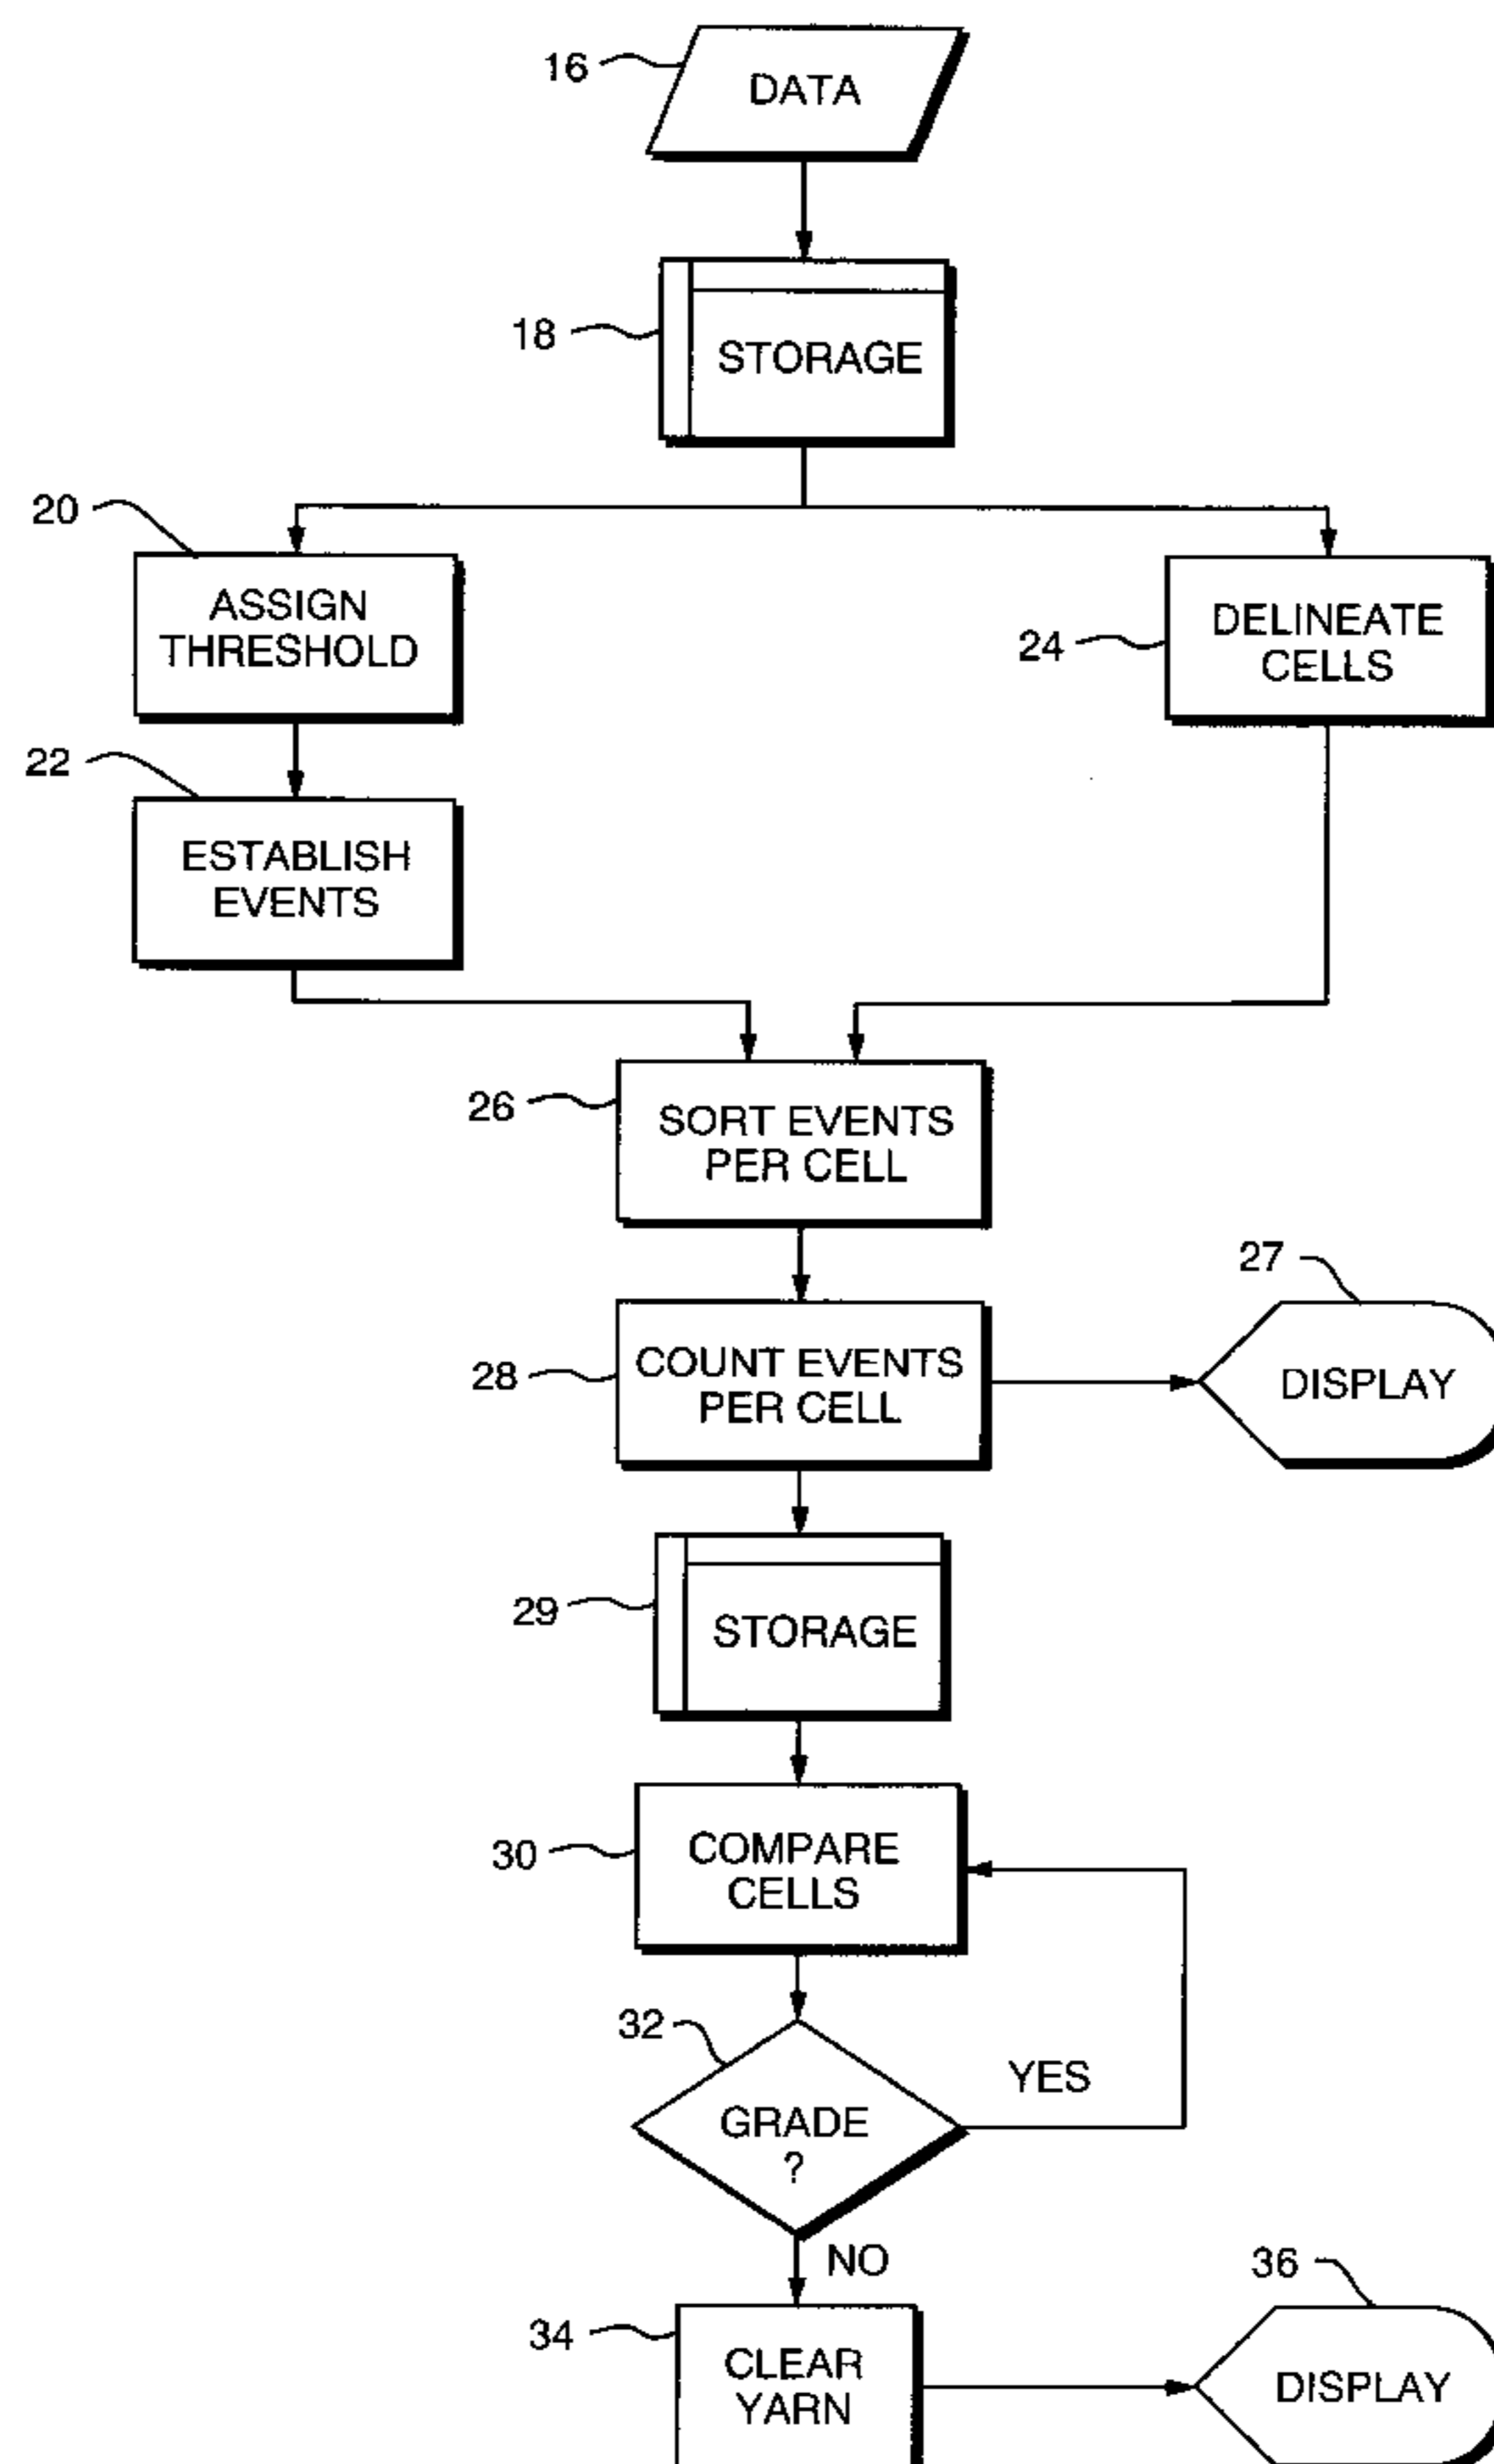 16
DATA
18
STORAGE
20
ASSIGN
THRESHOLD
24
DELINEATE
CELLS
22
ESTABLISH
EVENTS
26
SORT EVENTS
PER CELL
27
28
COUNT EVENTS
PER CELL
DISPLAY
29
STORAGE
30
COMPARE
CELLS
32
GRADE
?
YES
NO
34
CLEAR
YARN
36
DISPLAY